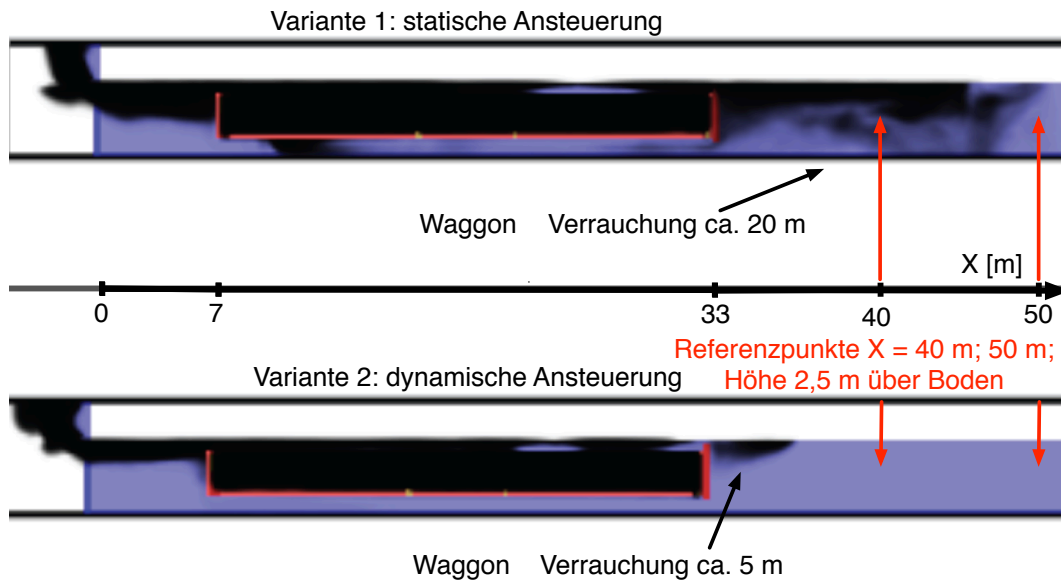 Variante 1: statische Ansteuerung
Waggon Verrauchung ca. 20 m
X [m]
0 7 33 40 50
Referenzpunkte X = 40 m; 50 m;
Höhe 2,5 m über Boden
Variante 2: dynamische Ansteuerung
Waggon Verrauchung ca. 5 m